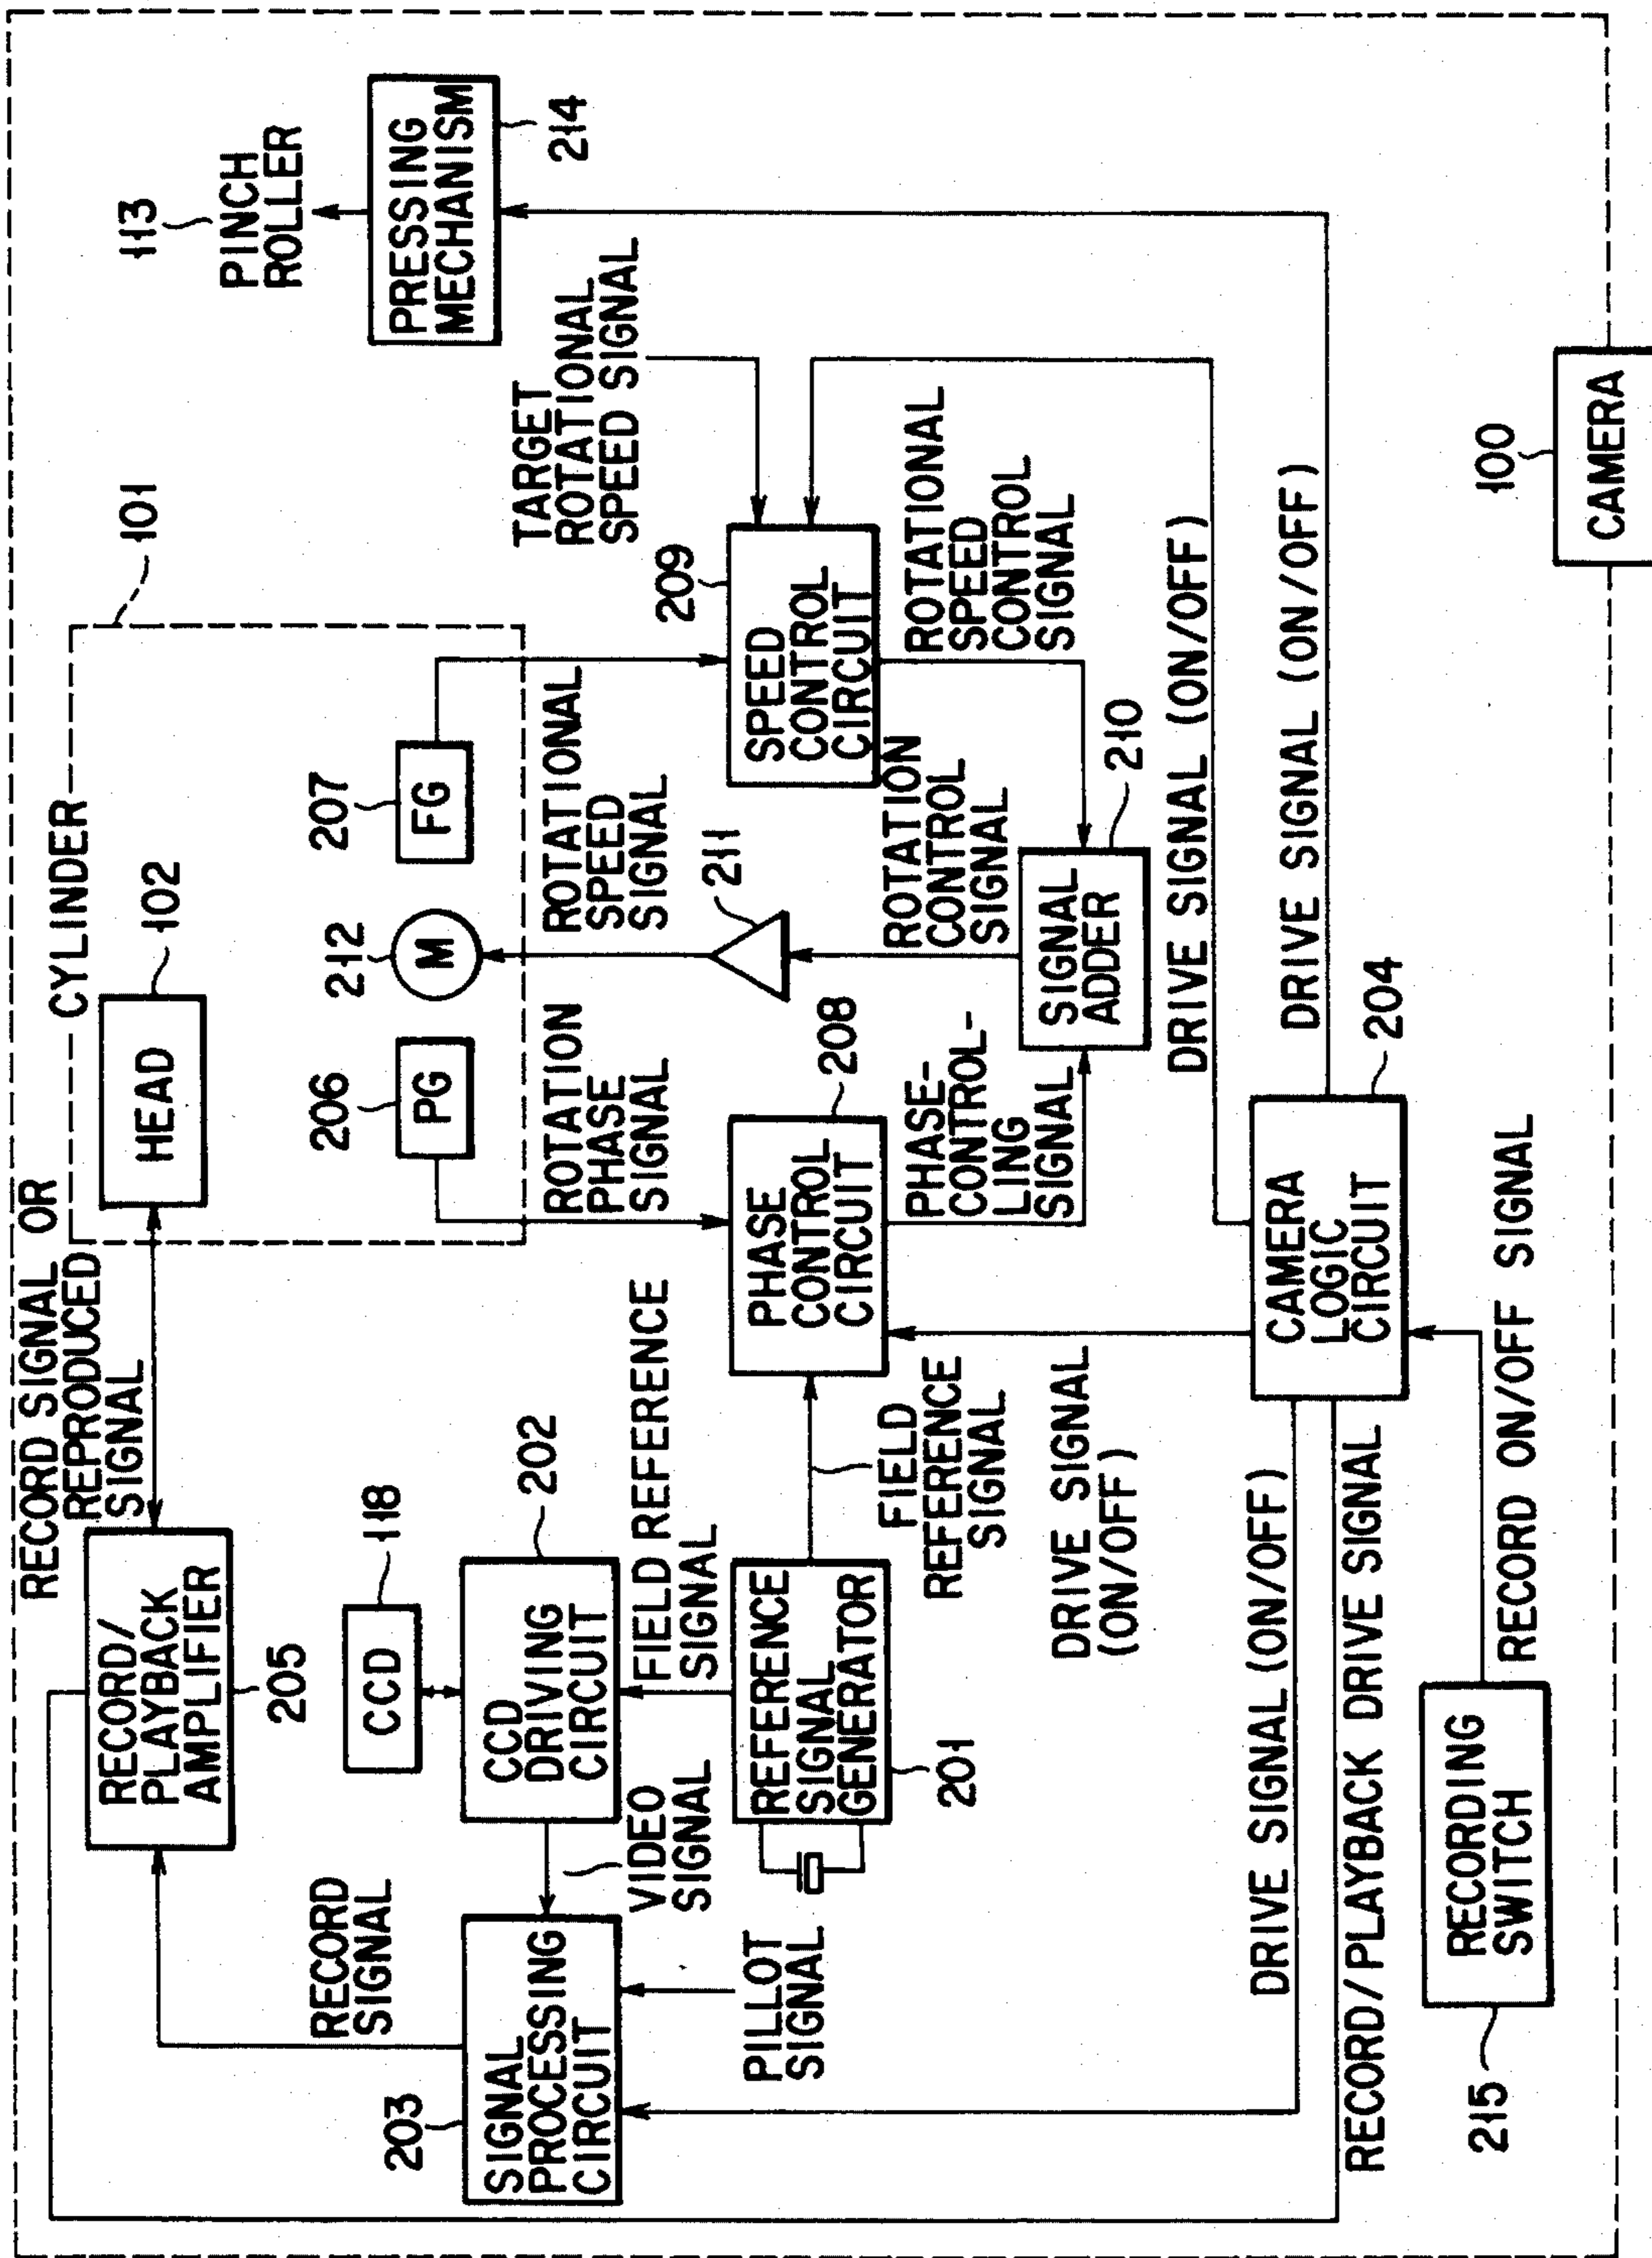 RECORD SIGNAL OR
REPRODUCED
SIGNAL
CYLINDER
101
113
PINCH
ROLLER
RECORD/
PLAYBACK
AMPLIFIER
205
HEAD
102
PRESSING
MECHANISM
214
RECORD
SIGNAL
CCD
118
206
PG
212
M
207
FG
203
SIGNAL
PROCESSING
CIRCUIT
CCD
DRIVING
CIRCUIT
202
VIDEO
SIGNAL
FIELD REFERENCE
SIGNAL
ROTATION
PHASE
SIGNAL
ROTATIONAL
SPEED
SIGNAL
TARGET
ROTATIONAL
SPEED SIGNAL
PILLOT
SIGNAL
REFERENCE
SIGNAL
GENERATOR
201
PHASE
CONTROL
CIRCUIT
208
211
209
SPEED
CONTROL
CIRCUIT
FIELD
REFERENCE
SIGNAL
PHASE-
CONTROL-
LING
SIGNAL
ROTATION
CONTROL
SIGNAL
ROTATIONAL
SPEED
CONTROL
SIGNAL
SIGNAL
ADDER
210
DRIVE SIGNAL
(ON/OFF)
DRIVE SIGNAL (ON/OFF)
DRIVE SIGNAL (ON/OFF)
DRIVE SIGNAL (ON/OFF)
CAMERA
LOGIC
CIRCUIT
204
RECORD/PLAYBACK DRIVE SIGNAL
215
RECORDING
SWITCH
RECORD ON/OFF SIGNAL
100
CAMERA